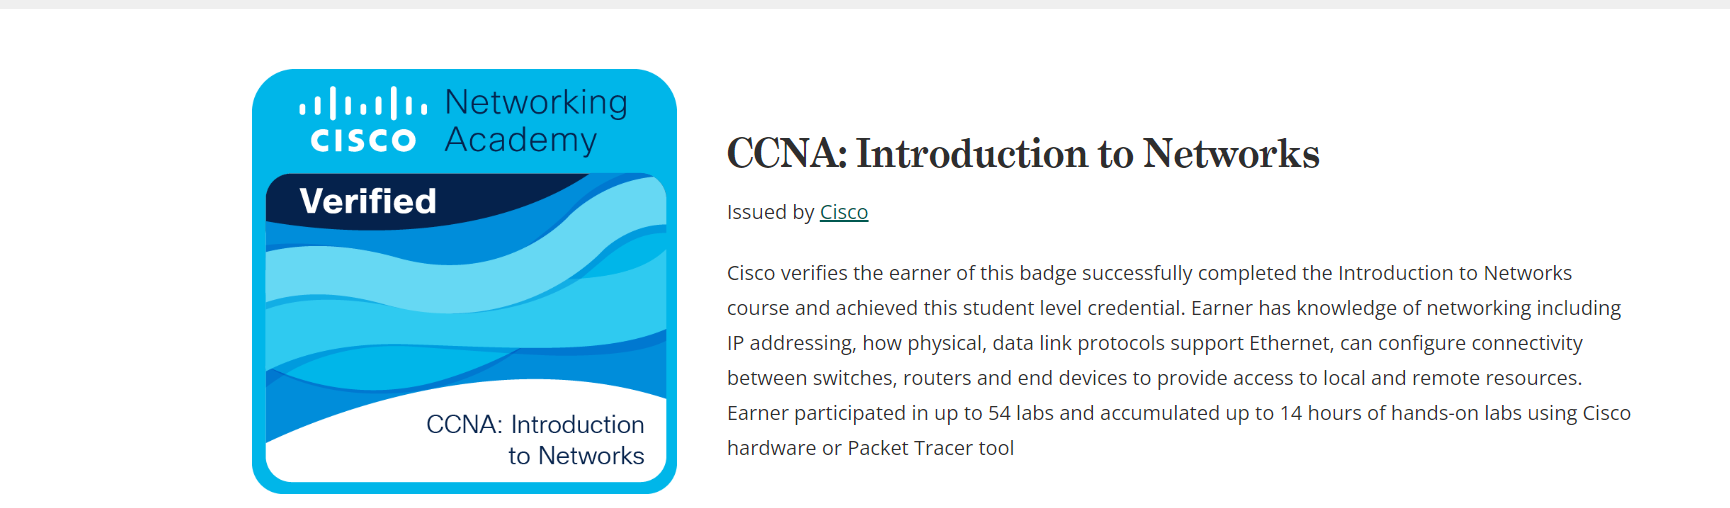 Networking
Academy
CISCO
Verified
CCNA: Introduction
to Networks
CCNA: Introduction to Networks
Issued by Cisco
Cisco verifies the earner of this badge successfully completed the Introduction to Networks
course and achieved this student level credential. Earner has knowledge of networking including
IP addressing, how physical, data link protocols support Ethernet, can configure connectivity
between switches, routers and end devices to provide access to local and remote resources.
Earner participated in up to 54 labs and accumulated up to 14 hours of hands-on labs using Cisco
hardware or Packet Tracer tool